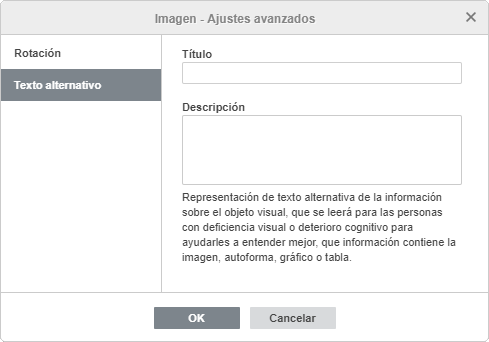 Imagen - Ajustes avanzados
Rotación
Texto alternativo
Título
Descripción
Representación de texto alternativa de la información
sobre el objeto visual, que se leerá para las personas
con deficiencia visual o deterioro cognitivo para
ayudarles a entender mejor, que información contiene la
imagen, autoforma, gráfico o tabla.
OK
Cancelar